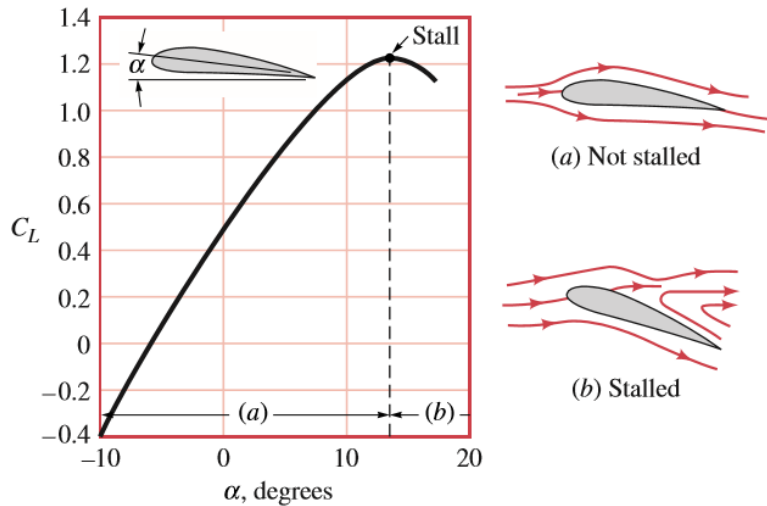 1.4
1.2
1.0
0.8
0.6
0.4
0.2
0
−0.2
−0.4
C_L
α
Stall
(a)
(b)
−10
0
10
20
α, degrees
(a) Not stalled
(b) Stalled